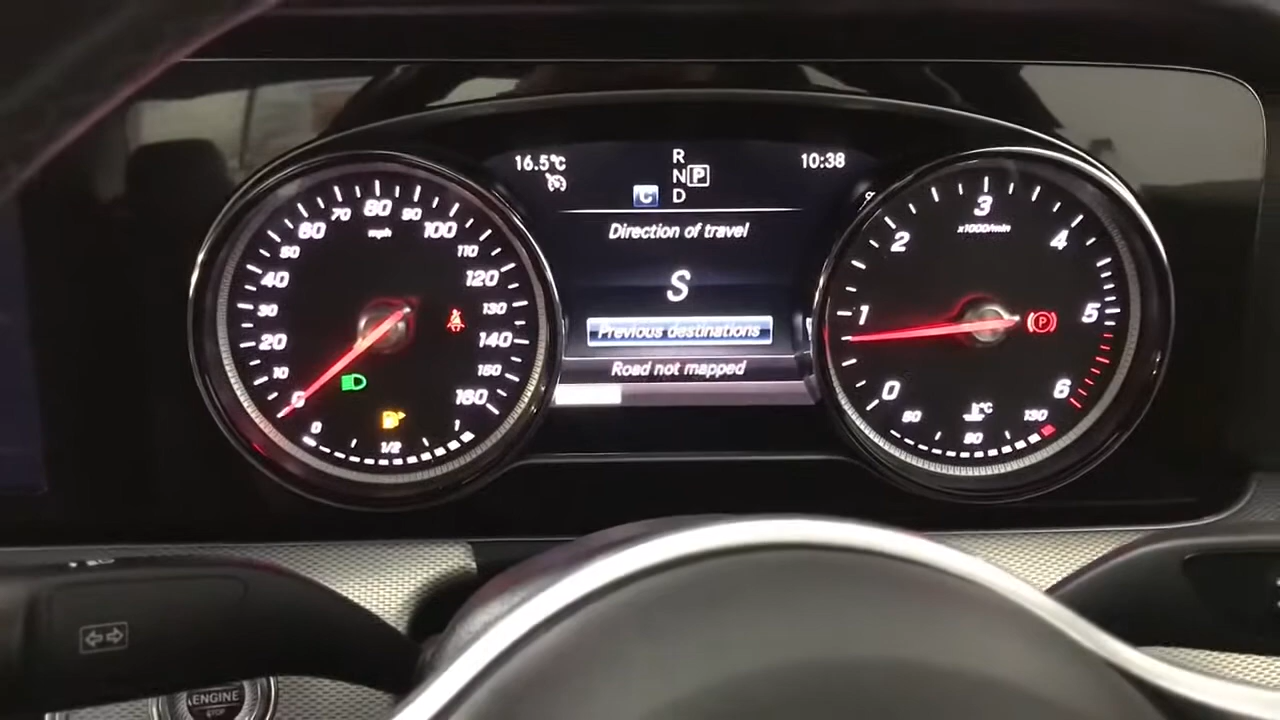 16.5°C
10:38
R
N P
C D
Direction of travel
S
Previous destinations
Road not mapped
0
10
20
30
40
50
60
70
80
90
100
110
120
130
140
150
160
mph
0
1/2
1
0
1
2
3
4
5
6
x1000/min
P
°C
130
ENGINE
STOP